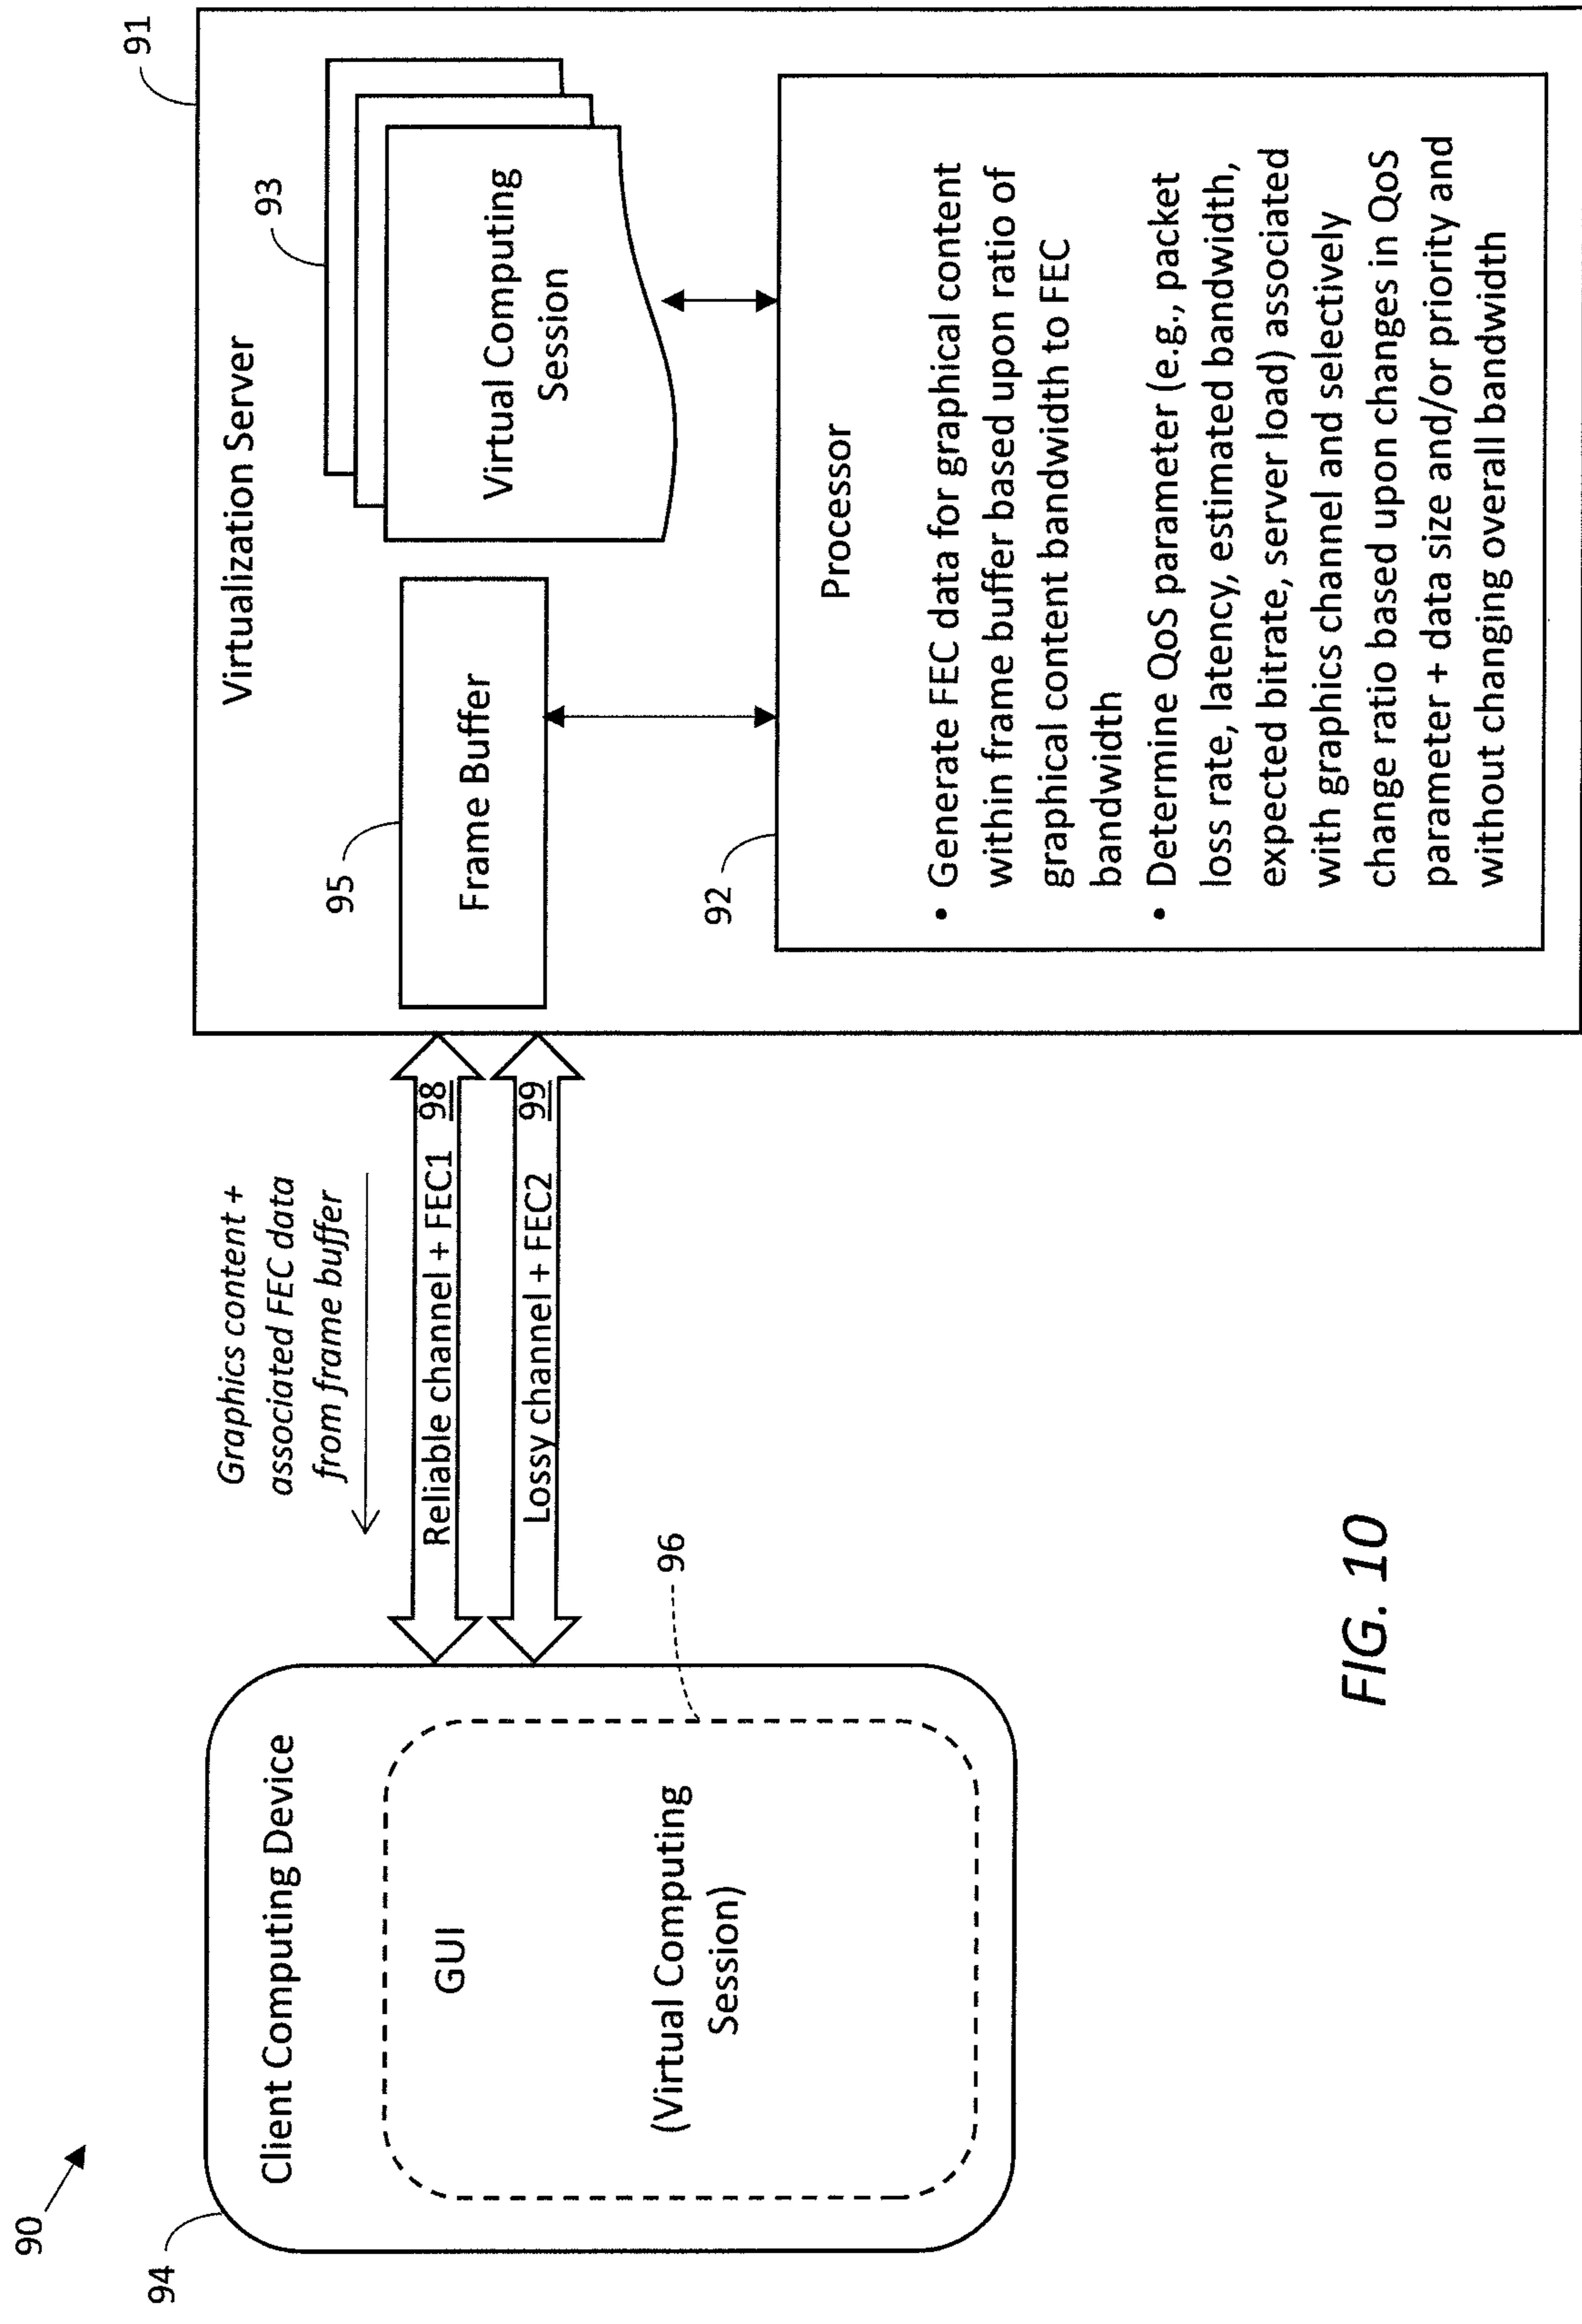 90
94
Client Computing Device
GUI
(Virtual Computing
Session)
96
Graphics content +
associated FEC data
from frame buffer
Reliable channel + FEC1 98
Lossy channel + FEC2 99
91
Virtualization Server
95
Frame Buffer
93
Virtual Computing
Session
92
Processor
• Generate FEC data for graphical content
within frame buffer based upon ratio of
graphical content bandwidth to FEC
bandwidth
• Determine QoS parameter (e.g., packet
loss rate, latency, estimated bandwidth,
expected bitrate, server load) associated
with graphics channel and selectively
change ratio based upon changes in QoS
parameter + data size and/or priority and
without changing overall bandwidth
FIG. 10